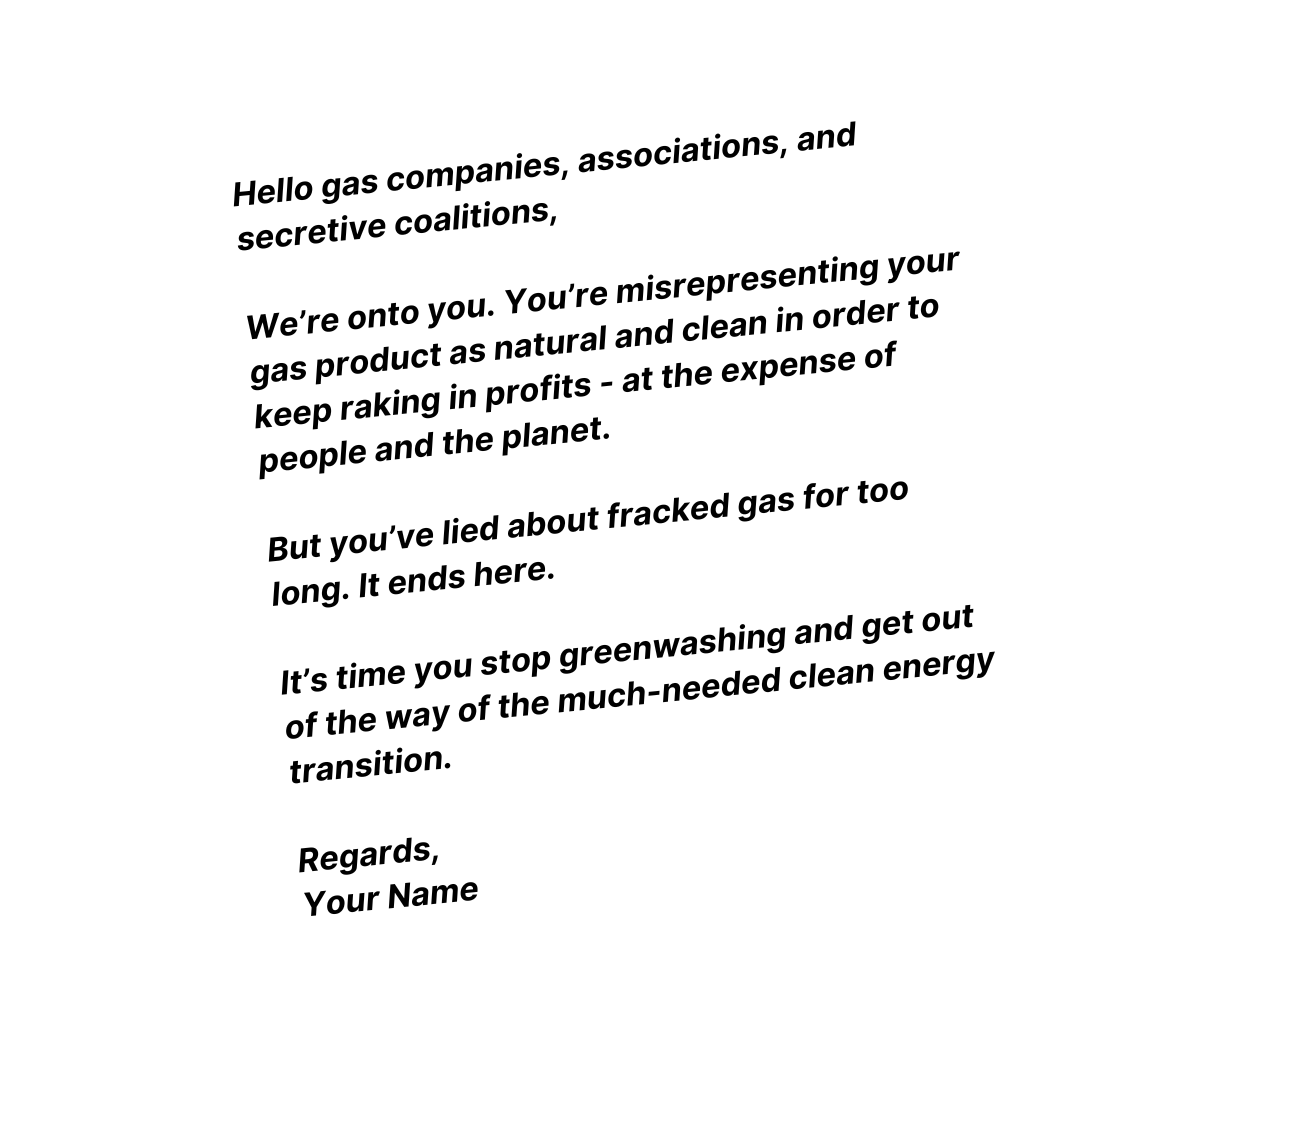 Hello gas companies, associations, and
secretive coalitions,
We’re onto you. You’re misrepresenting your
gas product as natural and clean in order to
keep raking in profits - at the expense of
people and the planet.
But you’ve lied about fracked gas for too
long. It ends here.
It’s time you stop greenwashing and get out
of the way of the much-needed clean energy
transition.
Regards,
Your Name